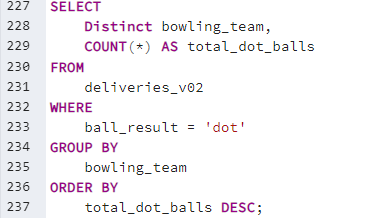 227 SELECT
228     Distinct bowling_team,
229     COUNT(*) AS total_dot_balls
230 FROM
231     deliveries_v02
232 WHERE
233     ball_result = 'dot'
234 GROUP BY
235     bowling_team
236 ORDER BY
237     total_dot_balls DESC;